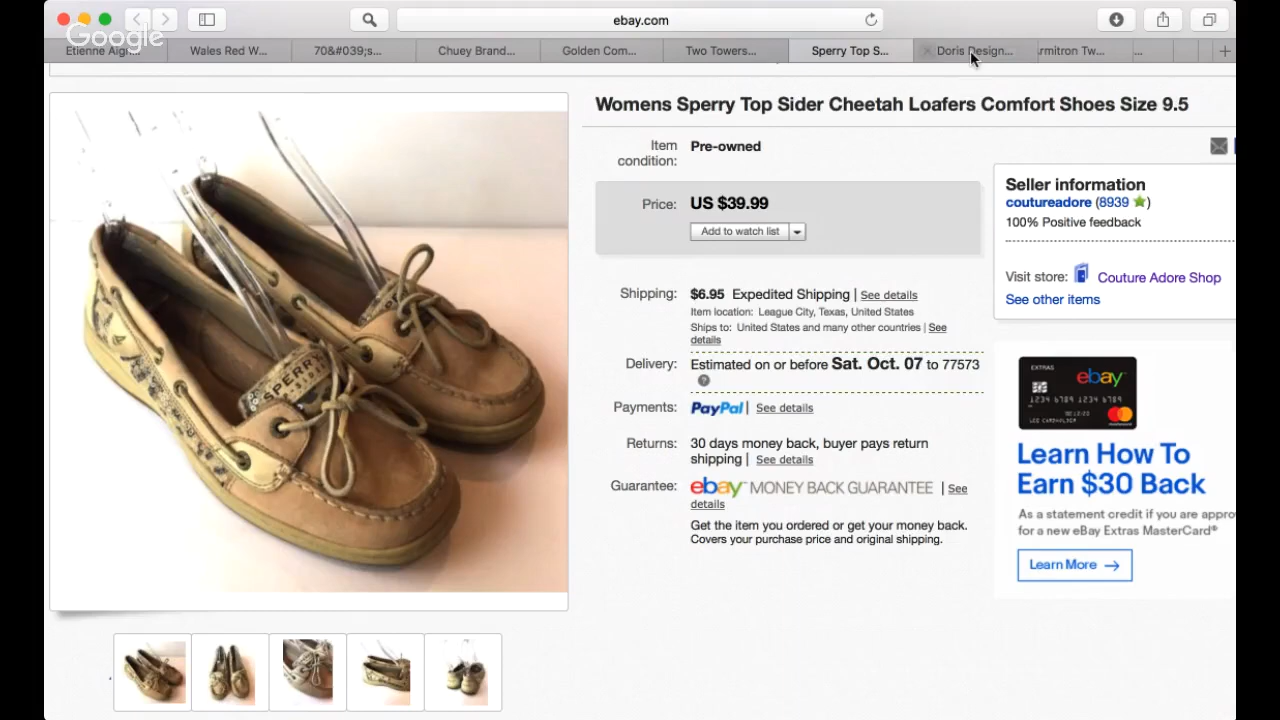 ebay.com
Google
Etienne Aign...
Wales Red W...
70&#039;s...
Chuey Brand...
Golden Com...
Two Towers...
Sperry Top S...
Doris Design...
rmitron Tw...
...
Womens Sperry Top Sider Cheetah Loafers Comfort Shoes Size 9.5
Item condition: Pre-owned
Price: US $39.99
Add to watch list
Shipping: $6.95 Expedited Shipping | See details
Item location: League City, Texas, United States
Ships to: United States and many other countries | See
details
Delivery: Estimated on or before Sat. Oct. 07 to 77573
?
Payments: PayPal | See details
Returns: 30 days money back, buyer pays return
shipping | See details
Guarantee: ebay MONEY BACK GUARANTEE | See
details
Get the item you ordered or get your money back.
Covers your purchase price and original shipping.
Seller information
coutureadore (8939)
100% Positive feedback
Visit store: Couture Adore Shop
See other items
EXTRAS
ebay
1234 6789 1234 6789
LEE CARDHOLDER
Learn How To
Earn $30 Back
As a statement credit if you are appro
for a new eBay Extras MasterCard®
Learn More →
SPERRY